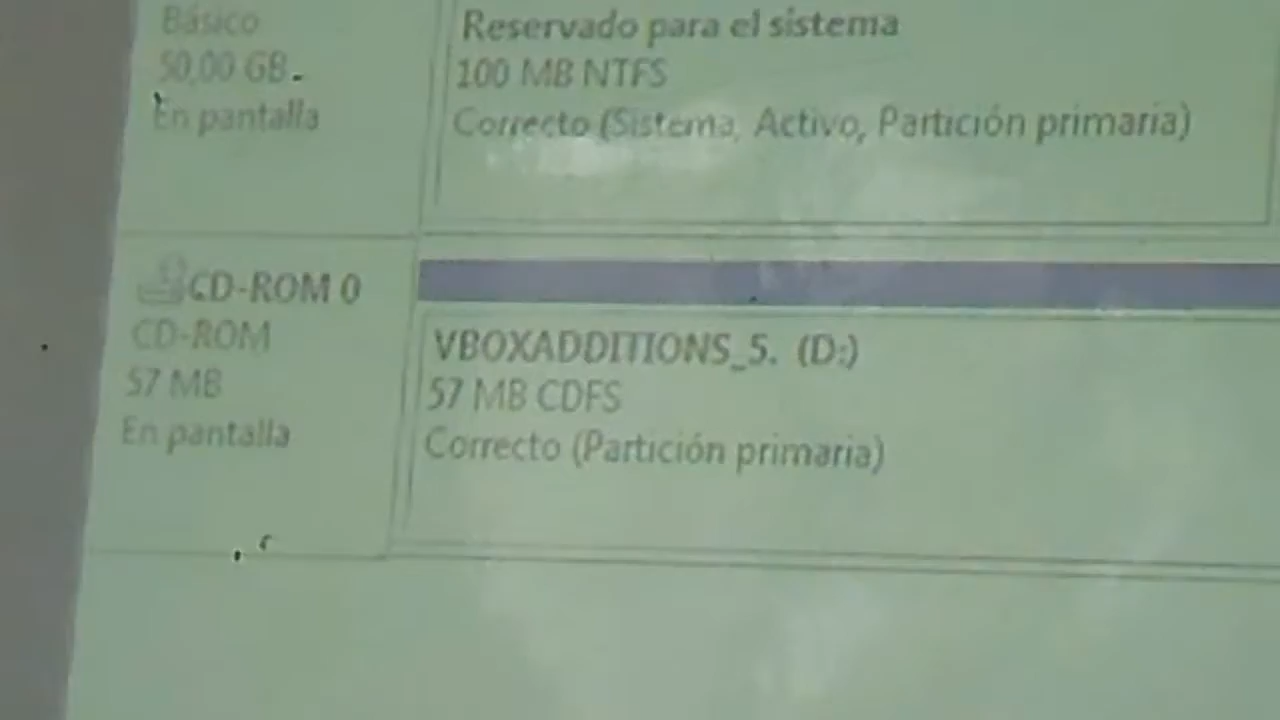 Básico
50,00 GB
En pantalla
Reservado para el sistema
100 MB NTFS
Correcto (Sistema, Activo, Partición primaria)
CD-ROM 0
CD-ROM
57 MB
En pantalla
VBOXADDITIONS_5. (D:)
57 MB CDFS
Correcto (Partición primaria)